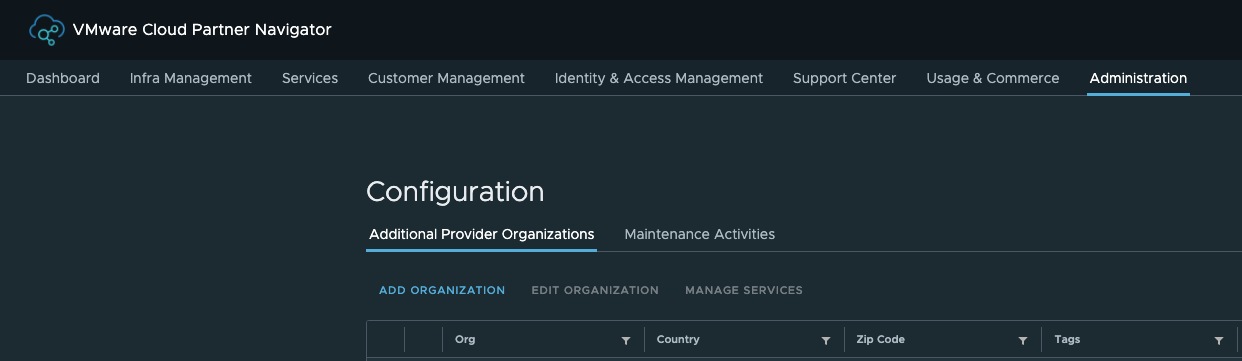 VMware Cloud Partner Navigator
Dashboard Infra Management Services Customer Management Identity & Access Management Support Center Usage & Commerce Administration
Configuration
Additional Provider Organizations Maintenance Activities
ADD ORGANIZATION EDIT ORGANIZATION MANAGE SERVICES
Org Country Zip Code Tags